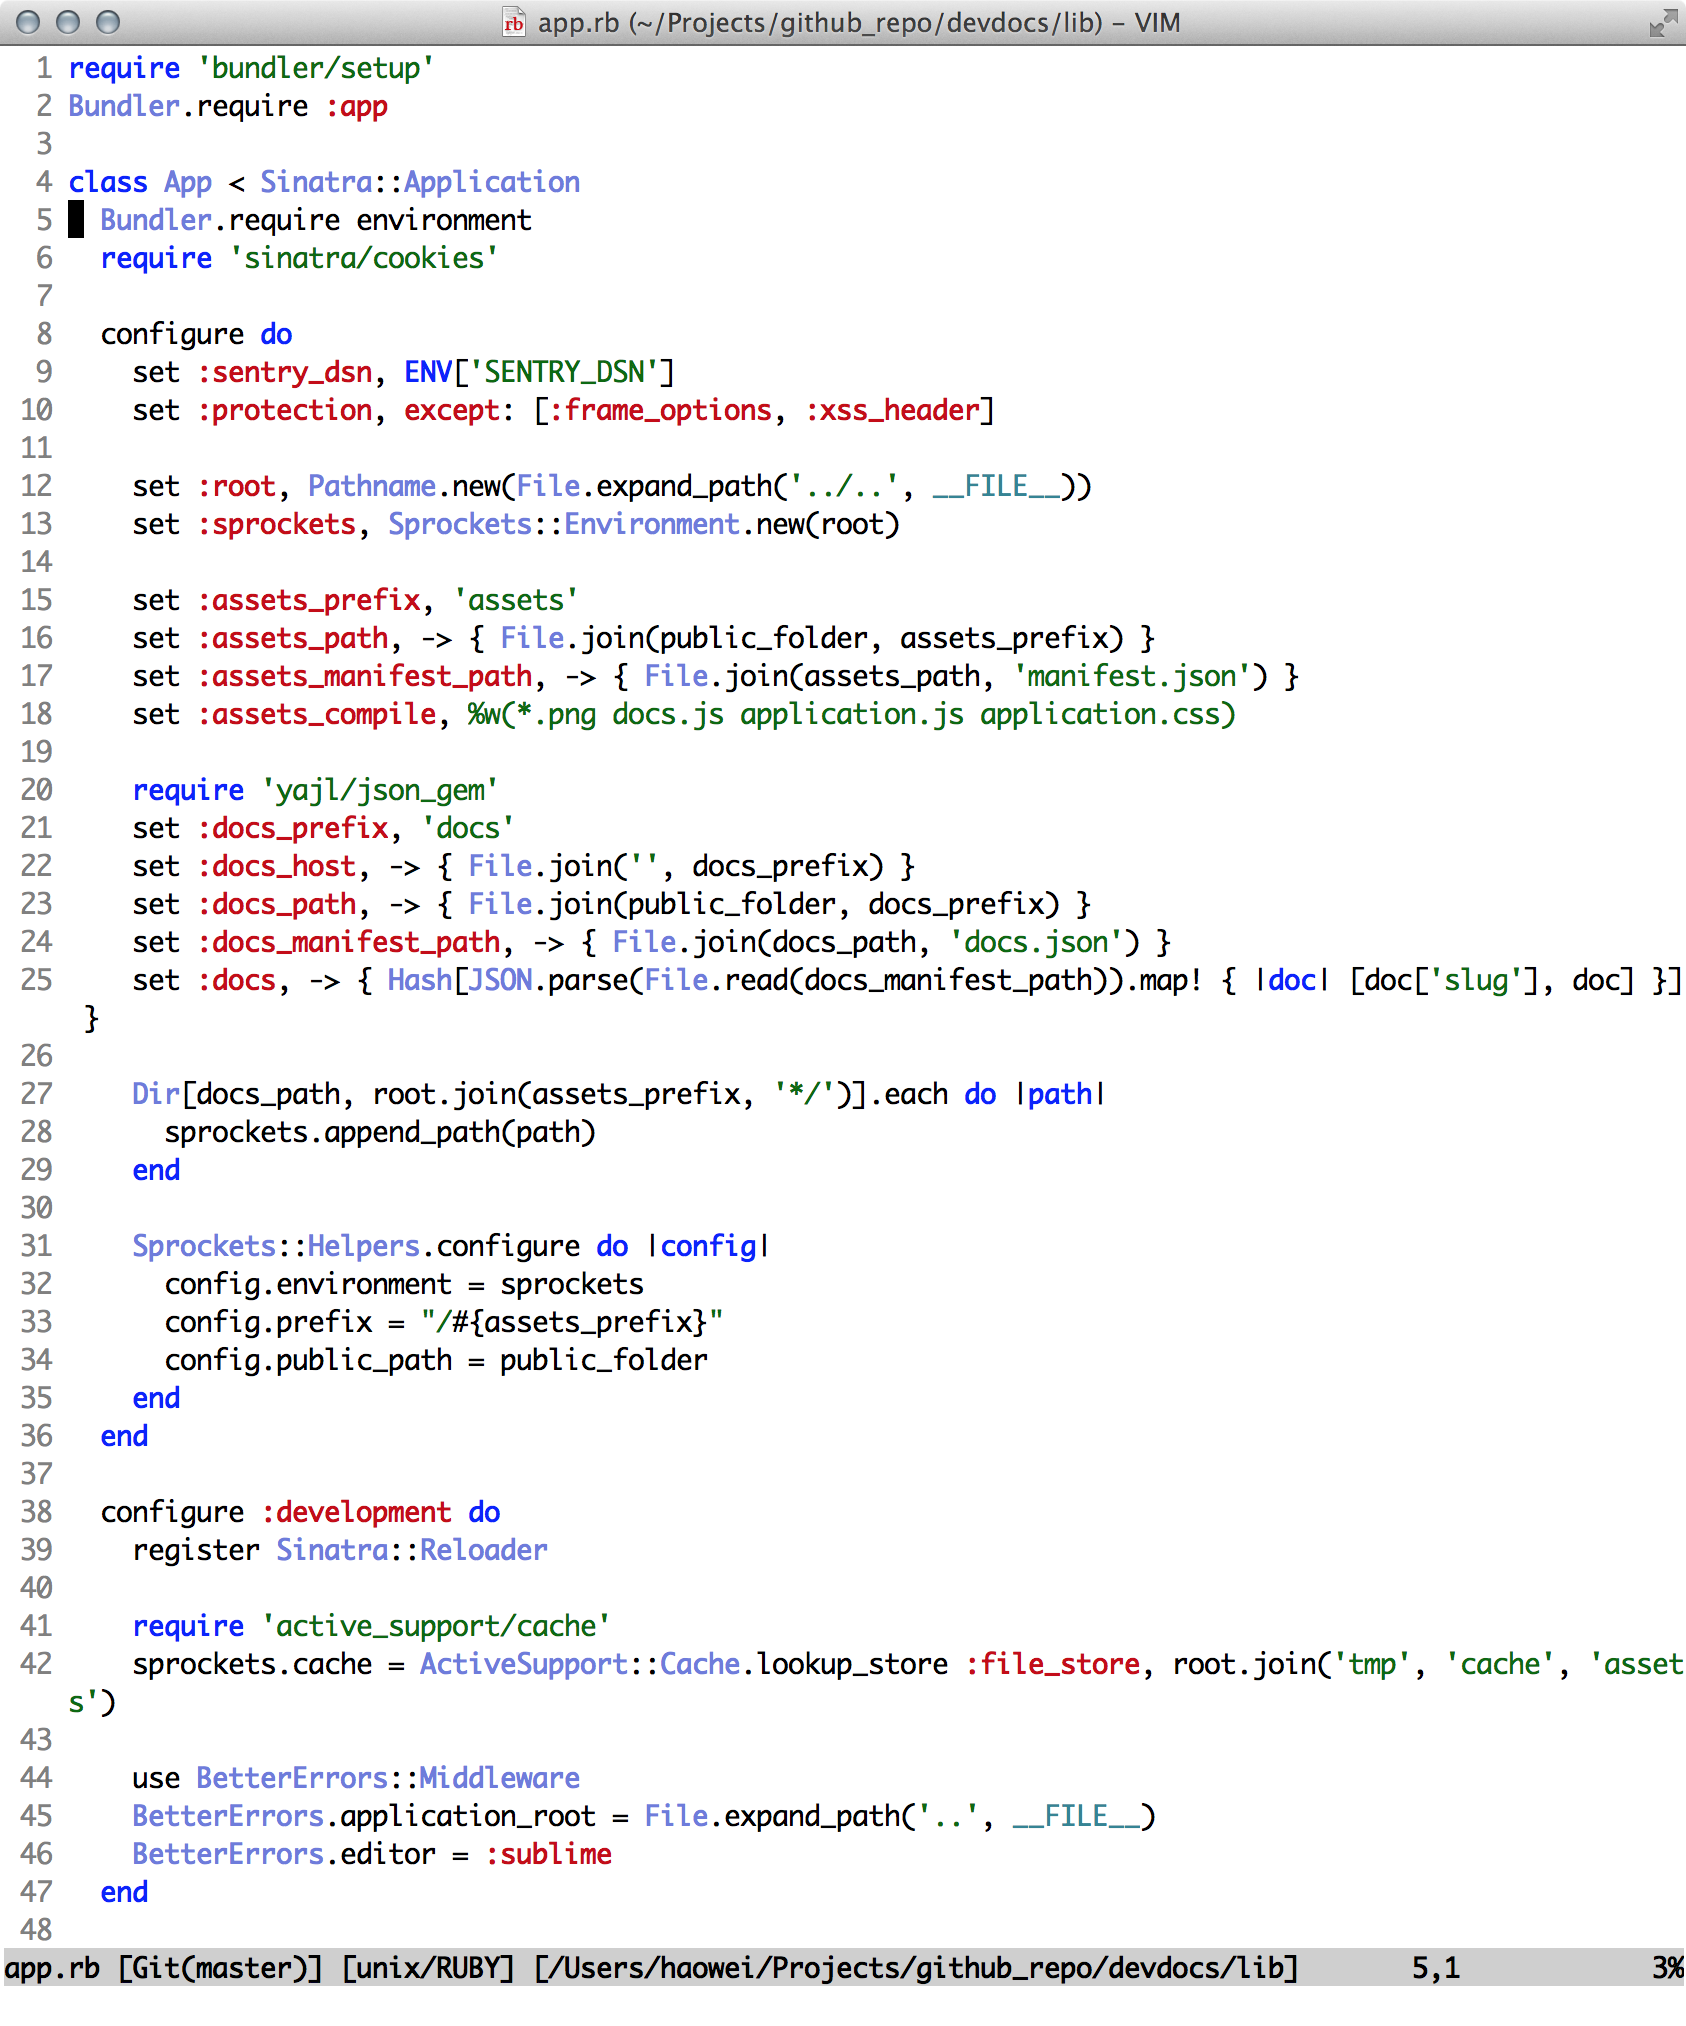 app.rb (~/Projects/github_repo/devdocs/lib) – VIM
1 require 'bundler/setup'
2 Bundler.require :app
3
4 class App < Sinatra::Application
5   Bundler.require environment
6   require 'sinatra/cookies'
7
8   configure do
9     set :sentry_dsn, ENV['SENTRY_DSN']
10     set :protection, except: [:frame_options, :xss_header]
11
12     set :root, Pathname.new(File.expand_path('../..', __FILE__))
13     set :sprockets, Sprockets::Environment.new(root)
14
15     set :assets_prefix, 'assets'
16     set :assets_path, -> { File.join(public_folder, assets_prefix) }
17     set :assets_manifest_path, -> { File.join(assets_path, 'manifest.json') }
18     set :assets_compile, %w(*.png docs.js application.js application.css)
19
20     require 'yajl/json_gem'
21     set :docs_prefix, 'docs'
22     set :docs_host, -> { File.join('', docs_prefix) }
23     set :docs_path, -> { File.join(public_folder, docs_prefix) }
24     set :docs_manifest_path, -> { File.join(docs_path, 'docs.json') }
25     set :docs, -> { Hash[JSON.parse(File.read(docs_manifest_path)).map! { |doc| [doc['slug'], doc] }]
 }
26
27     Dir[docs_path, root.join(assets_prefix, '*/')].each do |path|
28       sprockets.append_path(path)
29     end
30
31     Sprockets::Helpers.configure do |config|
32       config.environment = sprockets
33       config.prefix = "/#{assets_prefix}"
34       config.public_path = public_folder
35     end
36   end
37
38   configure :development do
39     register Sinatra::Reloader
40
41     require 'active_support/cache'
42     sprockets.cache = ActiveSupport::Cache.lookup_store :file_store, root.join('tmp', 'cache', 'asset
s')
43
44     use BetterErrors::Middleware
45     BetterErrors.application_root = File.expand_path('..', __FILE__)
46     BetterErrors.editor = :sublime
47   end
48
app.rb [Git(master)] [unix/RUBY] [/Users/haowei/Projects/github_repo/devdocs/lib] 5,1 3%